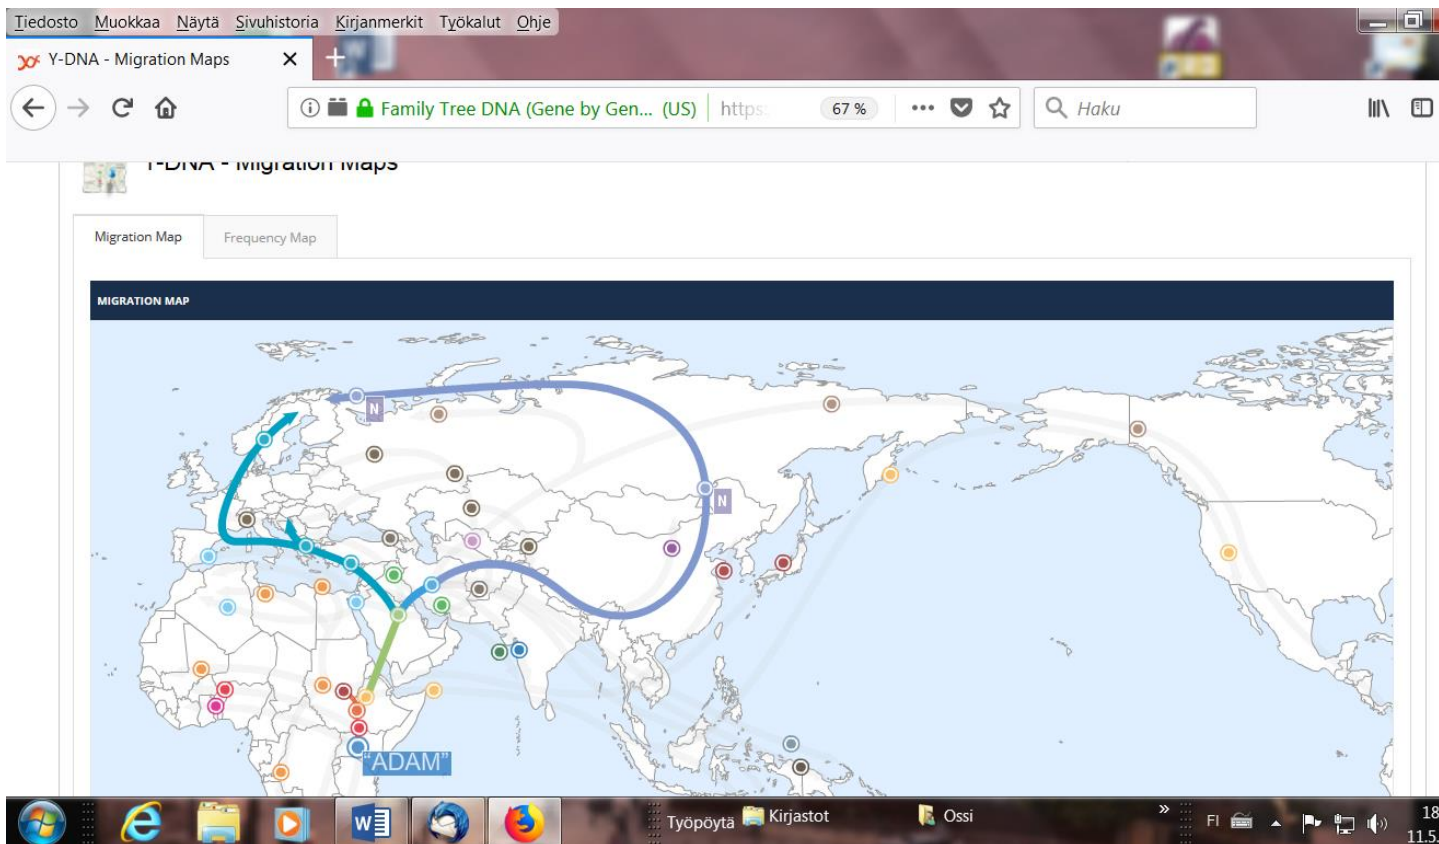 Tiedosto Muokkaa Näytä Sivuhistoria Kirjanmerkit Työkalut Ohje
Y-DNA - Migration Maps
Family Tree DNA (Gene by Gen... (US) https: 67 % Haku
Y-DNA - Migration Maps
Migration Map Frequency Map
MIGRATION MAP
N
N
"ADAM"
Työpöytä Kirjastot Ossi FI 18
11.5.